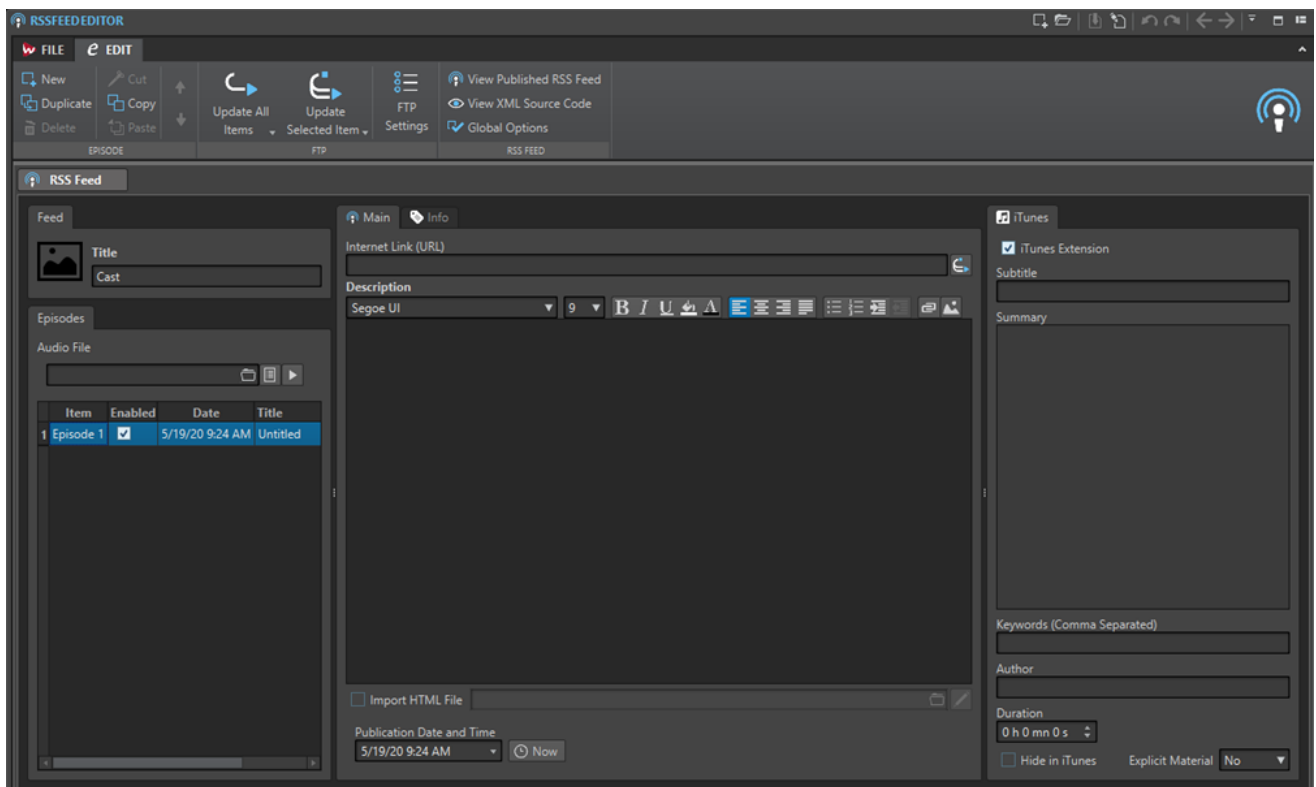 RSSFEEDEDITOR
FILE EDIT
New
Duplicate
Delete
Cut
Copy
Paste
EPISODE
Update All
Items
Update
Selected Item
FTP
Settings
FTP
View Published RSS Feed
View XML Source Code
Global Options
RSS FEED
RSS Feed
Feed
Title
Cast
Episodes
Audio File
Item Enabled Date Title
1 Episode 1 5/19/20 9:24 AM Untitled
Main Info
Internet Link (URL)
Description
Segoe UI 9 B I U A
Import HTML File
Publication Date and Time
5/19/20 9:24 AM Now
iTunes
iTunes Extension
Subtitle
Summary
Keywords (Comma Separated)
Author
Duration
0 h 0 mn 0 s
Hide in iTunes Explicit Material No